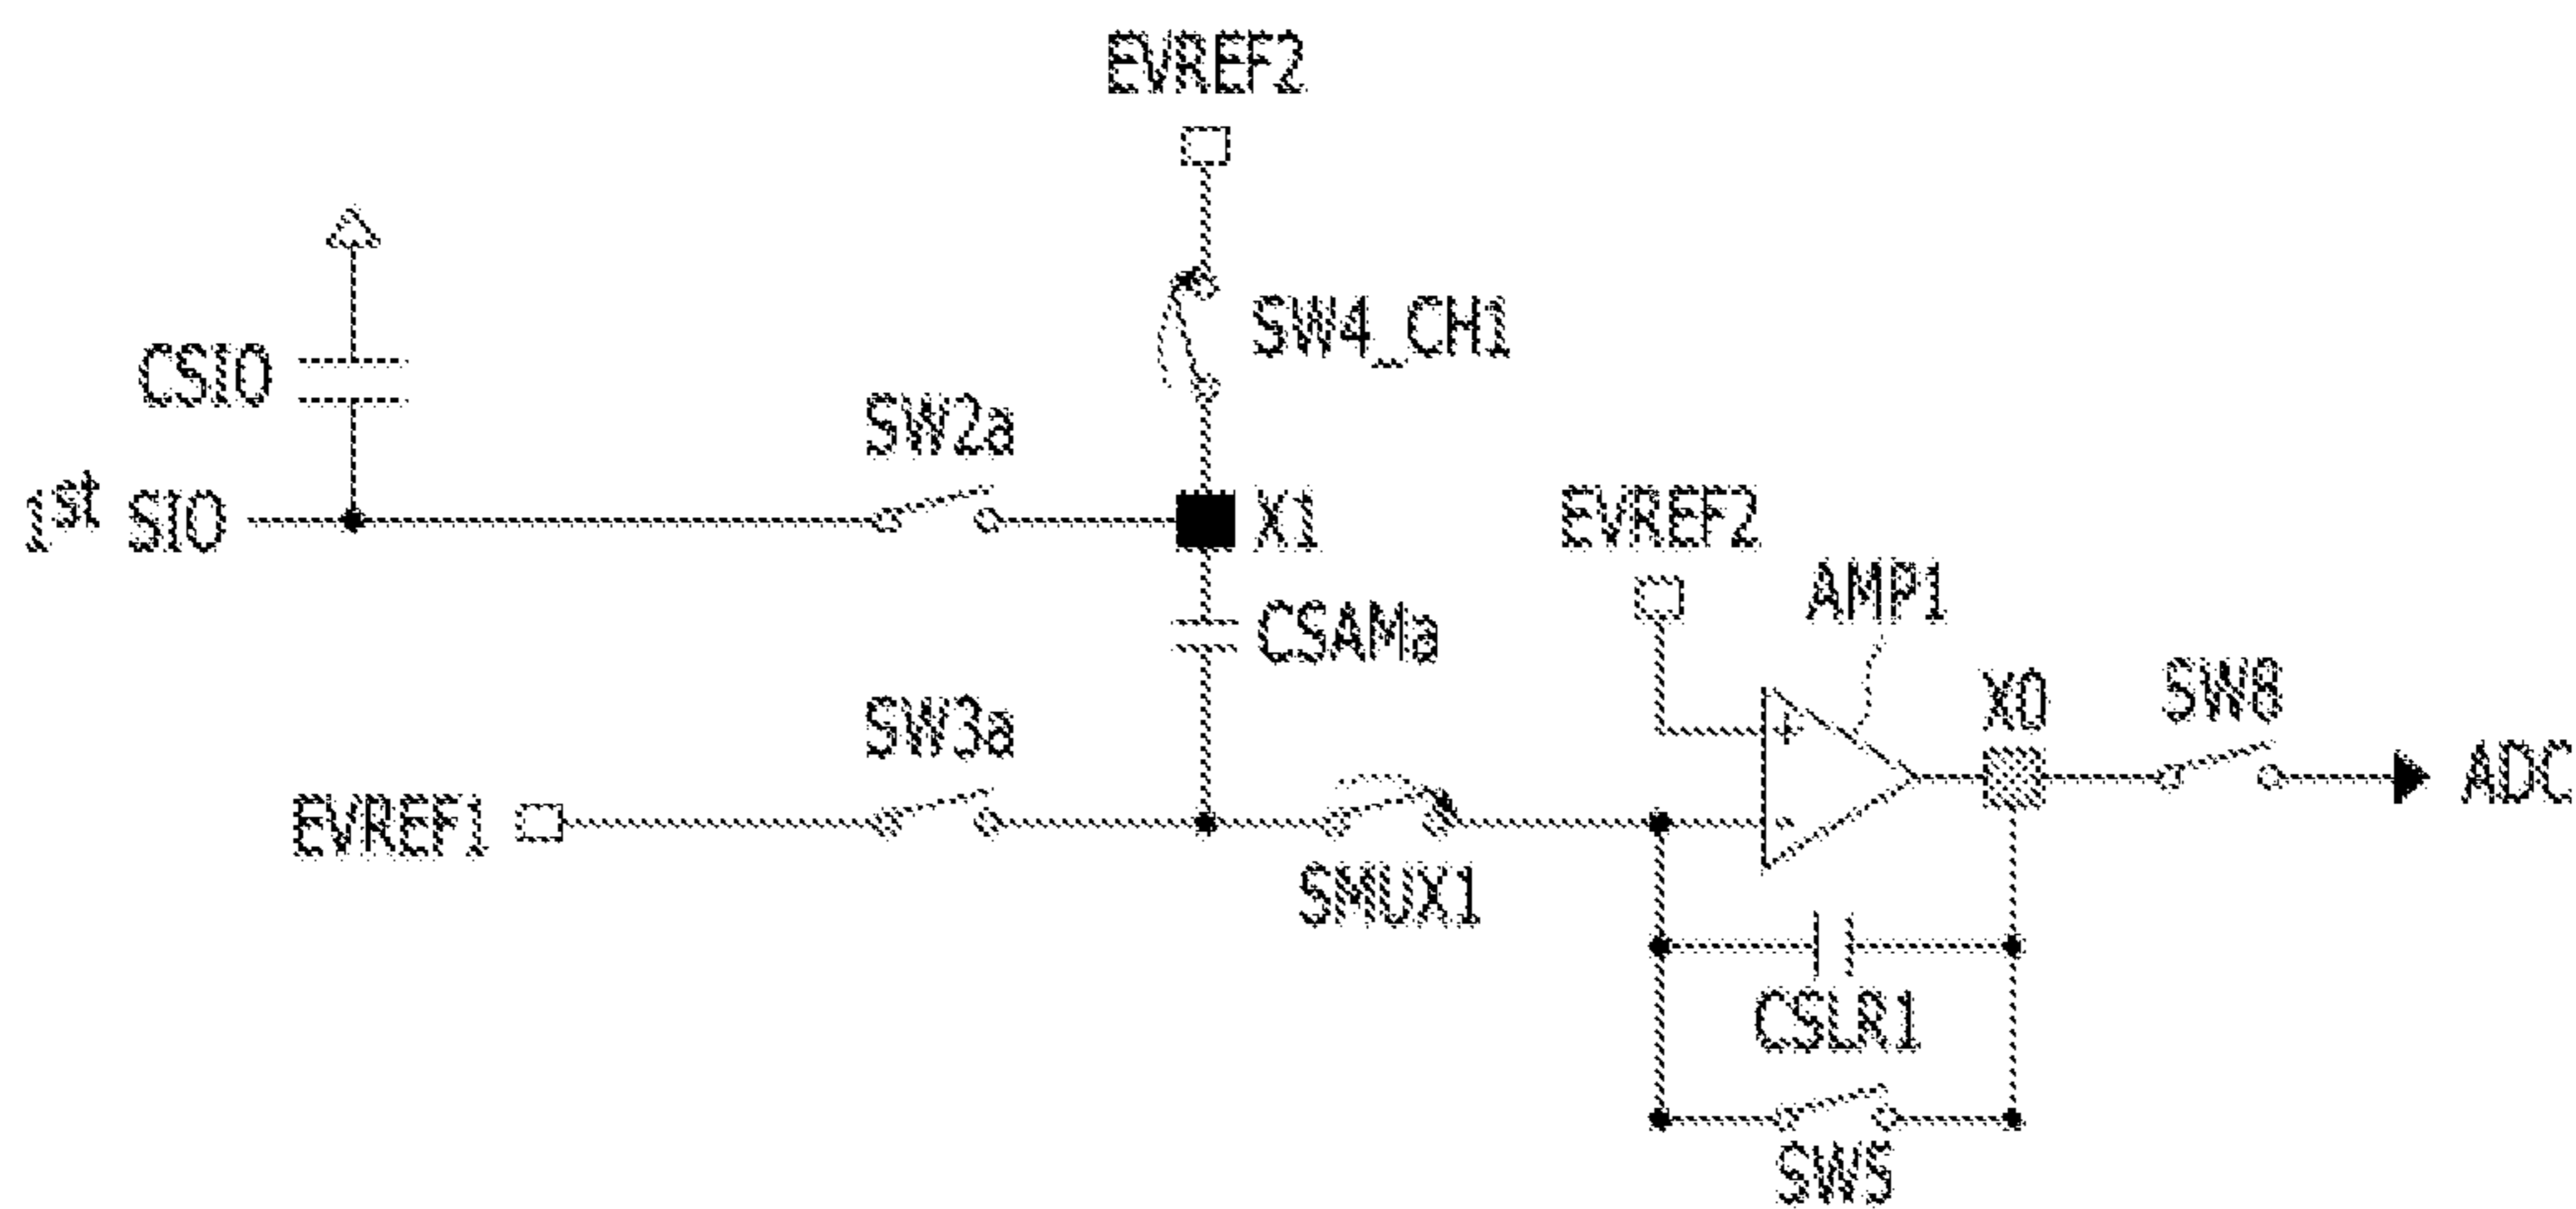 EVREF2
SW4_CH1
CSIO
SW2a
1st SIO
X1
EVREF2
AMP1
CSAMa
SW3a
X0
SW8
EVREF1
+
-
ADC
SMUX1
CSLR1
SW5